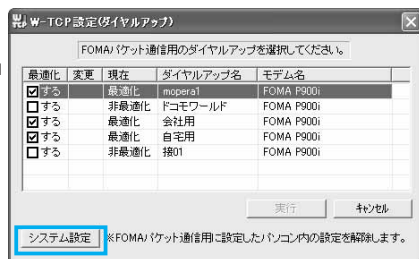 W-TCP設定(ダイヤルアップ)
FOMAパケット通信用のダイヤルアップを選択してください。
最適化 変更 現在 ダイヤルアップ名 モデム名
する 最適化 mopera1 FOMA P900i
する 非最適化 ドコモワールド FOMA P900i
する 最適化 会社用 FOMA P900i
する 最適化 自宅用 FOMA P900i
する 非最適化 接01 FOMA P900i
実行 キャンセル
システム設定 ※FOMAパケット通信用に設定したパソコン内の設定を解除します。